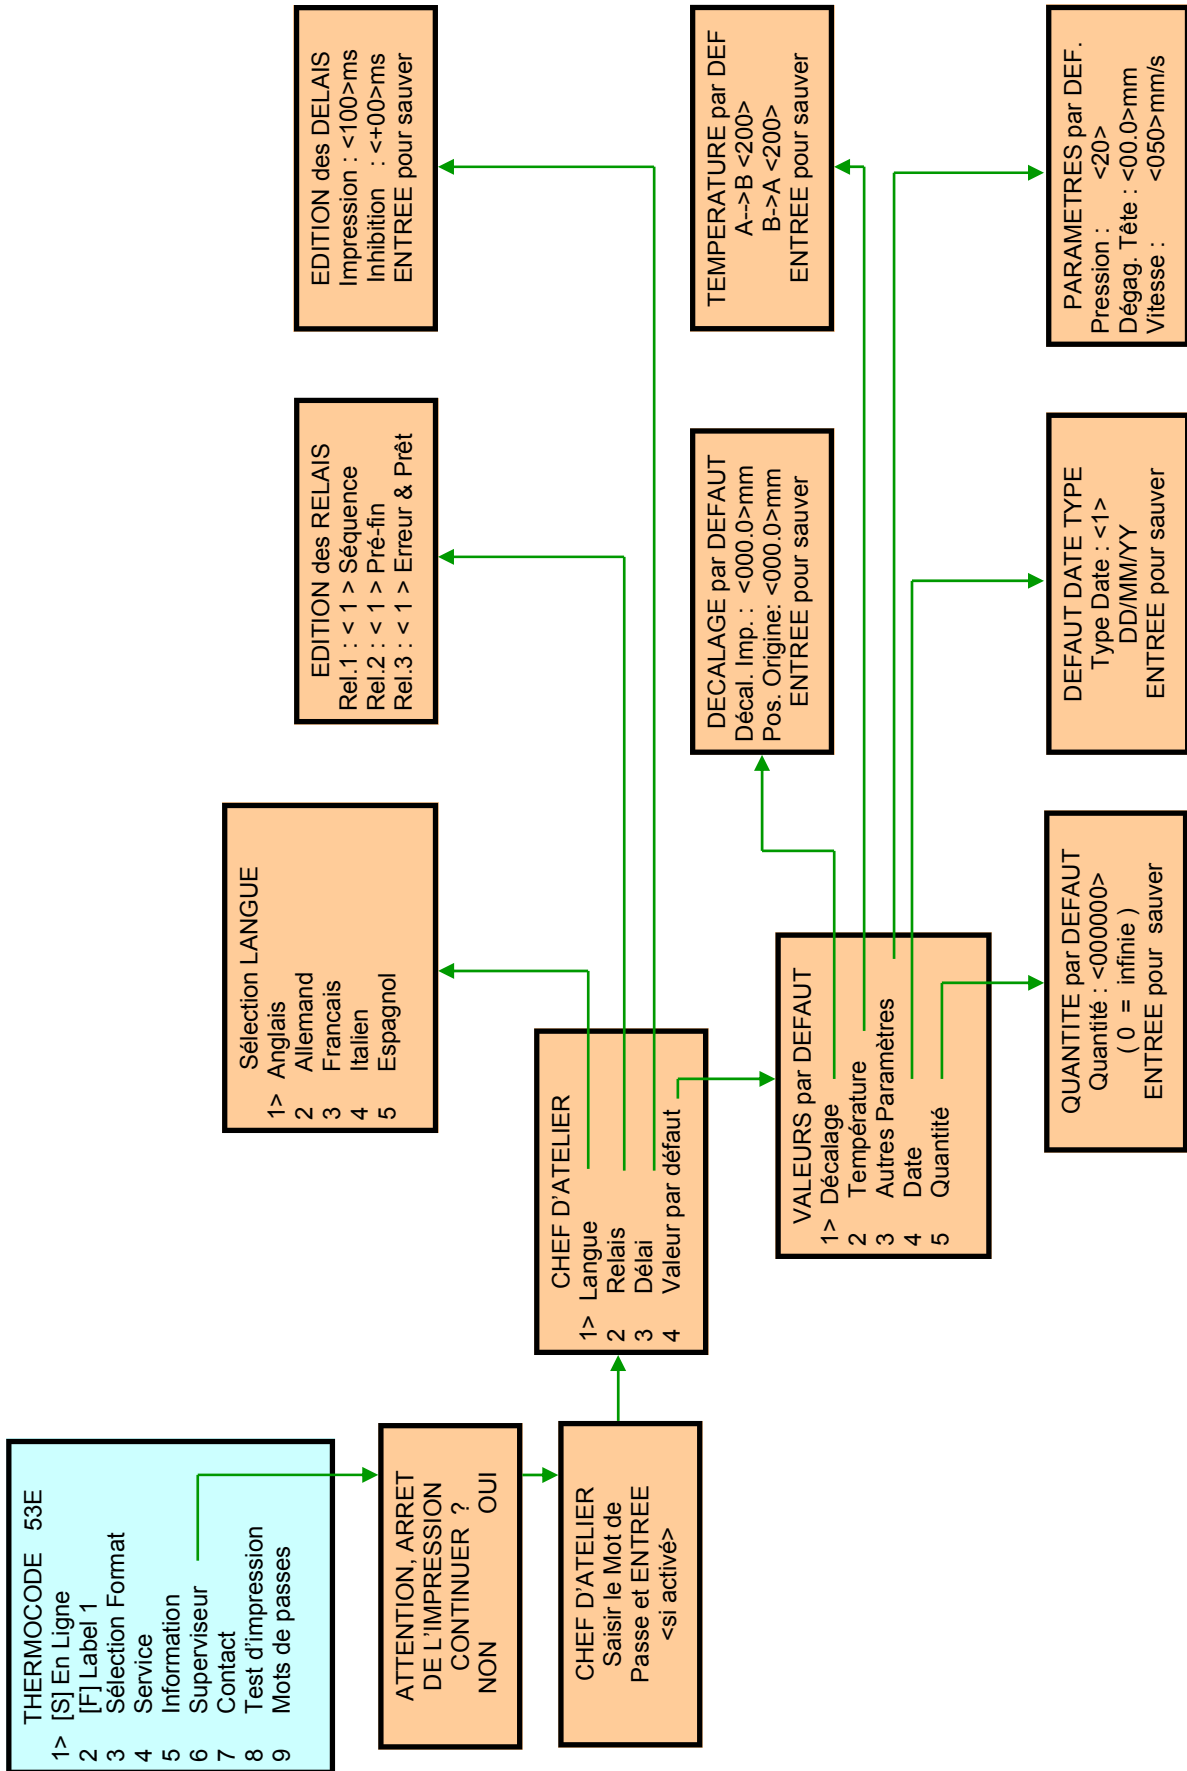 THERMOCODE 53E
1> [S] En Ligne
2 [F] Label 1
3 Sélection Format
4 Service
5 Information
6 Superviseur
7 Contact
8 Test d'impression
9 Mots de passes
ATTENTION, ARRET
DE L'IMPRESSION
CONTINUER ?
NON OUI
CHEF D'ATELIER
Saisir le Mot de
Passe et ENTREE
<si activé>
CHEF D'ATELIER
1> Langue
2 Relais
3 Délai
4 Valeur par défaut
Sélection LANGUE
1> Anglais
2 Allemand
3 Francais
4 Italien
5 Espagnol
EDITION des RELAIS
Rel.1 : < 1 > Séquence
Rel.2 : < 1 > Pré-fin
Rel.3 : < 1 > Erreur & Prêt
EDITION des DELAIS
Impression : <100>ms
Inhibition : <+00>ms
ENTREE pour sauver
VALEURS par DEFAUT
1> Décalage
2 Température
3 Autres Paramètres
4 Date
5 Quantité
DECALAGE par DEFAUT
Décal. Imp. : <000.0>mm
Pos. Origine: <000.0>mm
ENTREE pour sauver
TEMPERATURE par DEF
A-->B <200>
B->A <200>
ENTREE pour sauver
QUANTITE par DEFAUT
Quantité : <000000>
( 0 = infinie )
ENTREE pour sauver
DEFAUT DATE TYPE
Type Date : <1>
DD/MM/YY
ENTREE pour sauver
PARAMETRES par DEF.
Pression : <20>
Dégag. Tête : <00.0>mm
Vitesse : <050>mm/s